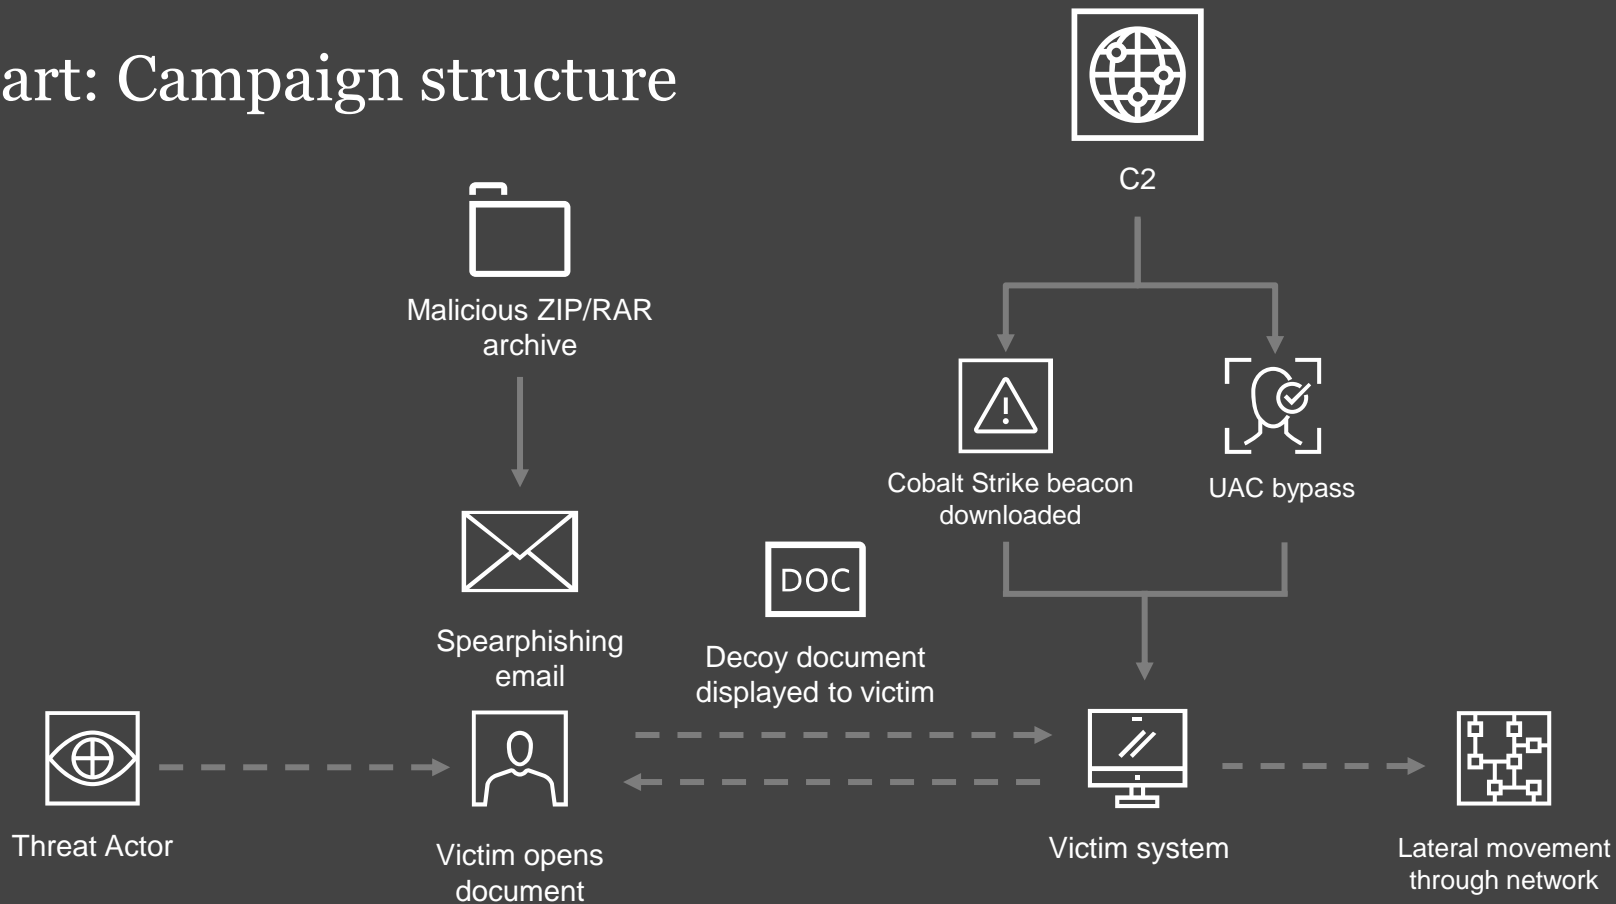 art: Campaign structure
C2
Malicious ZIP/RAR
archive
Cobalt Strike beacon
downloaded
UAC bypass
DOC
Spearphishing
email
Decoy document
displayed to victim
Threat Actor
Victim opens
document
Victim system
Lateral movement
through network